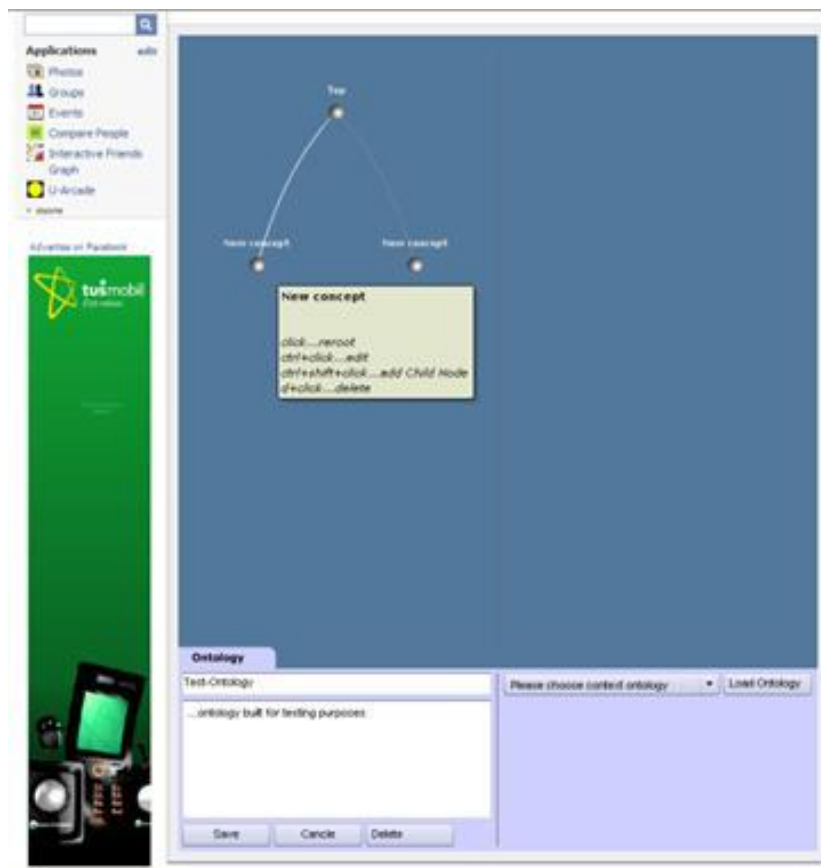 Applications edit
Photos
Groups
Events
Compare People
Interactive Friends
Graph
U-Arcade
more
Advertise on Facebook
tušmobil
Top
New concept New concept
New concept
click...reroot
ctrl+click...edit
ctrl+shift+click...add Child Node
d+click...delete
Ontology
Test-Ontology
Please choose context ontology Load Ontology
...ontology built for testing purposes
Save Cancle Delete